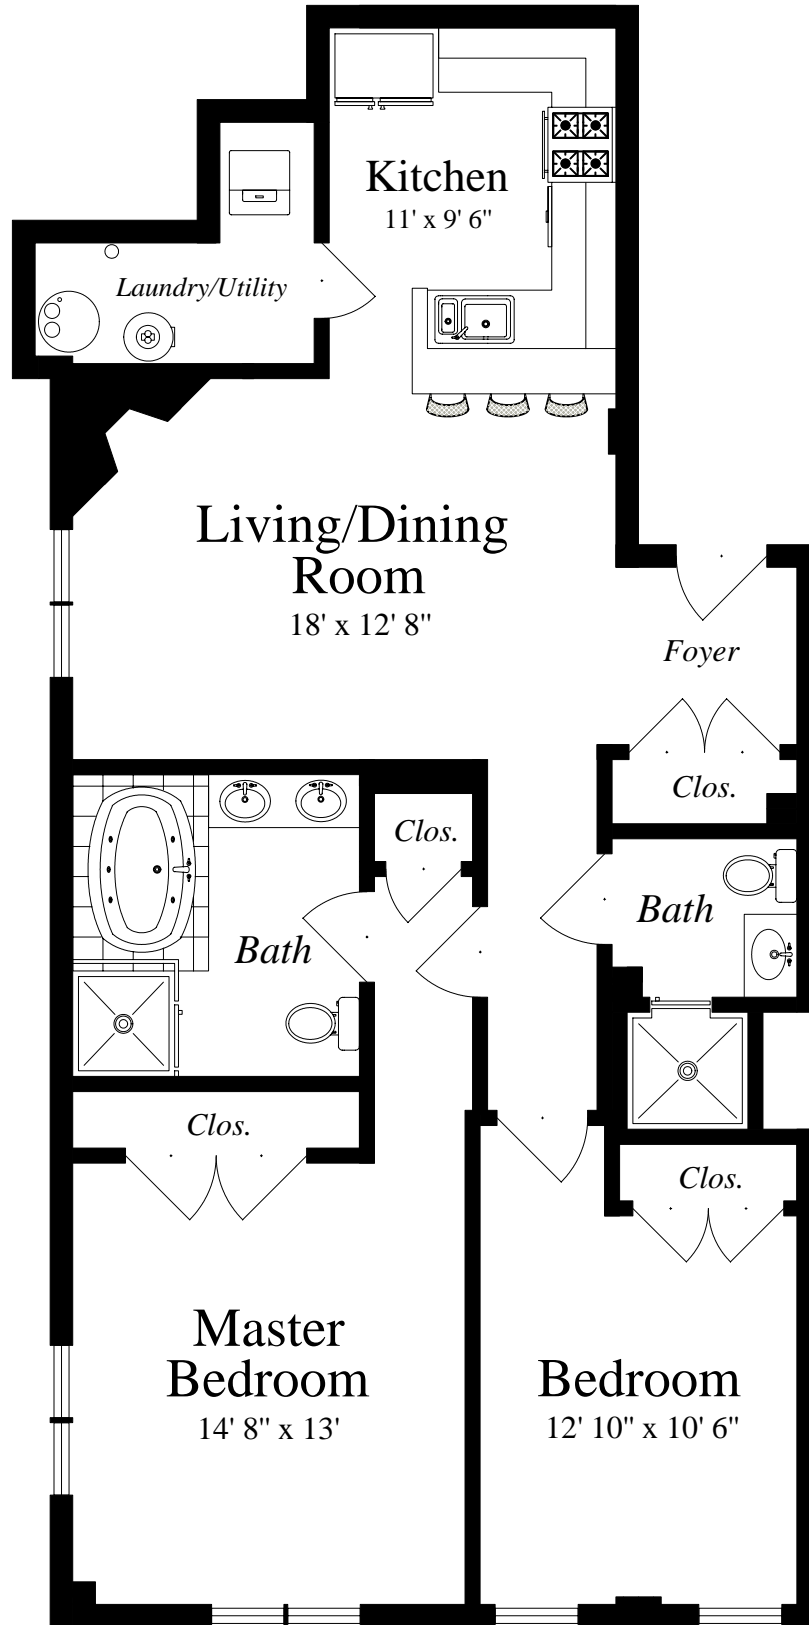 Kitchen
11' x 9' 6"
Laundry/Utility
Living/Dining
Room
18' x 12' 8"
Foyer
Clos.
Clos.
Bath
Bath
Clos.
Clos.
Master
Bedroom
14' 8" x 13'
Bedroom
12' 10" x 10' 6"